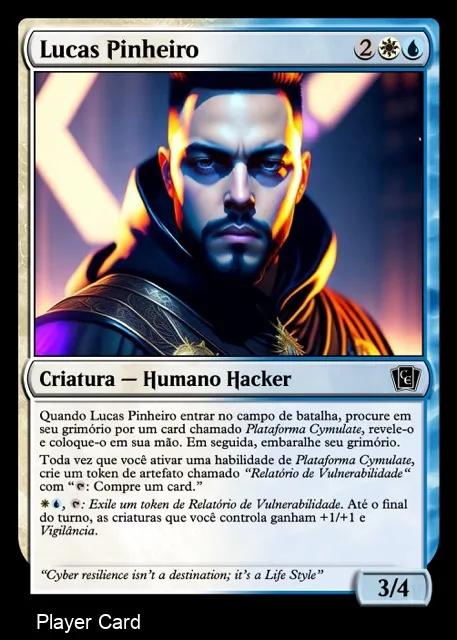 Lucas Pinheiro 2
Criatura — Humano Hacker
Quando Lucas Pinheiro entrar no campo de batalha, procure em
seu grimório por um card chamado Plataforma Cymulate, revele-o
e coloque-o em sua mão. Em seguida, embaralhe seu grimório.
Toda vez que você ativar uma habilidade de Plataforma Cymulate,
crie um token de artefato chamado “Relatório de Vulnerabilidade“
com “: Compre um card.”
, : Exile um token de Relatório de Vulnerabilidade. Até o final
do turno, as criaturas que você controla ganham +1/+1 e
Vigilância.
“Cyber resilience isn’t a destination; it’s a Life Style”
3/4
Player Card